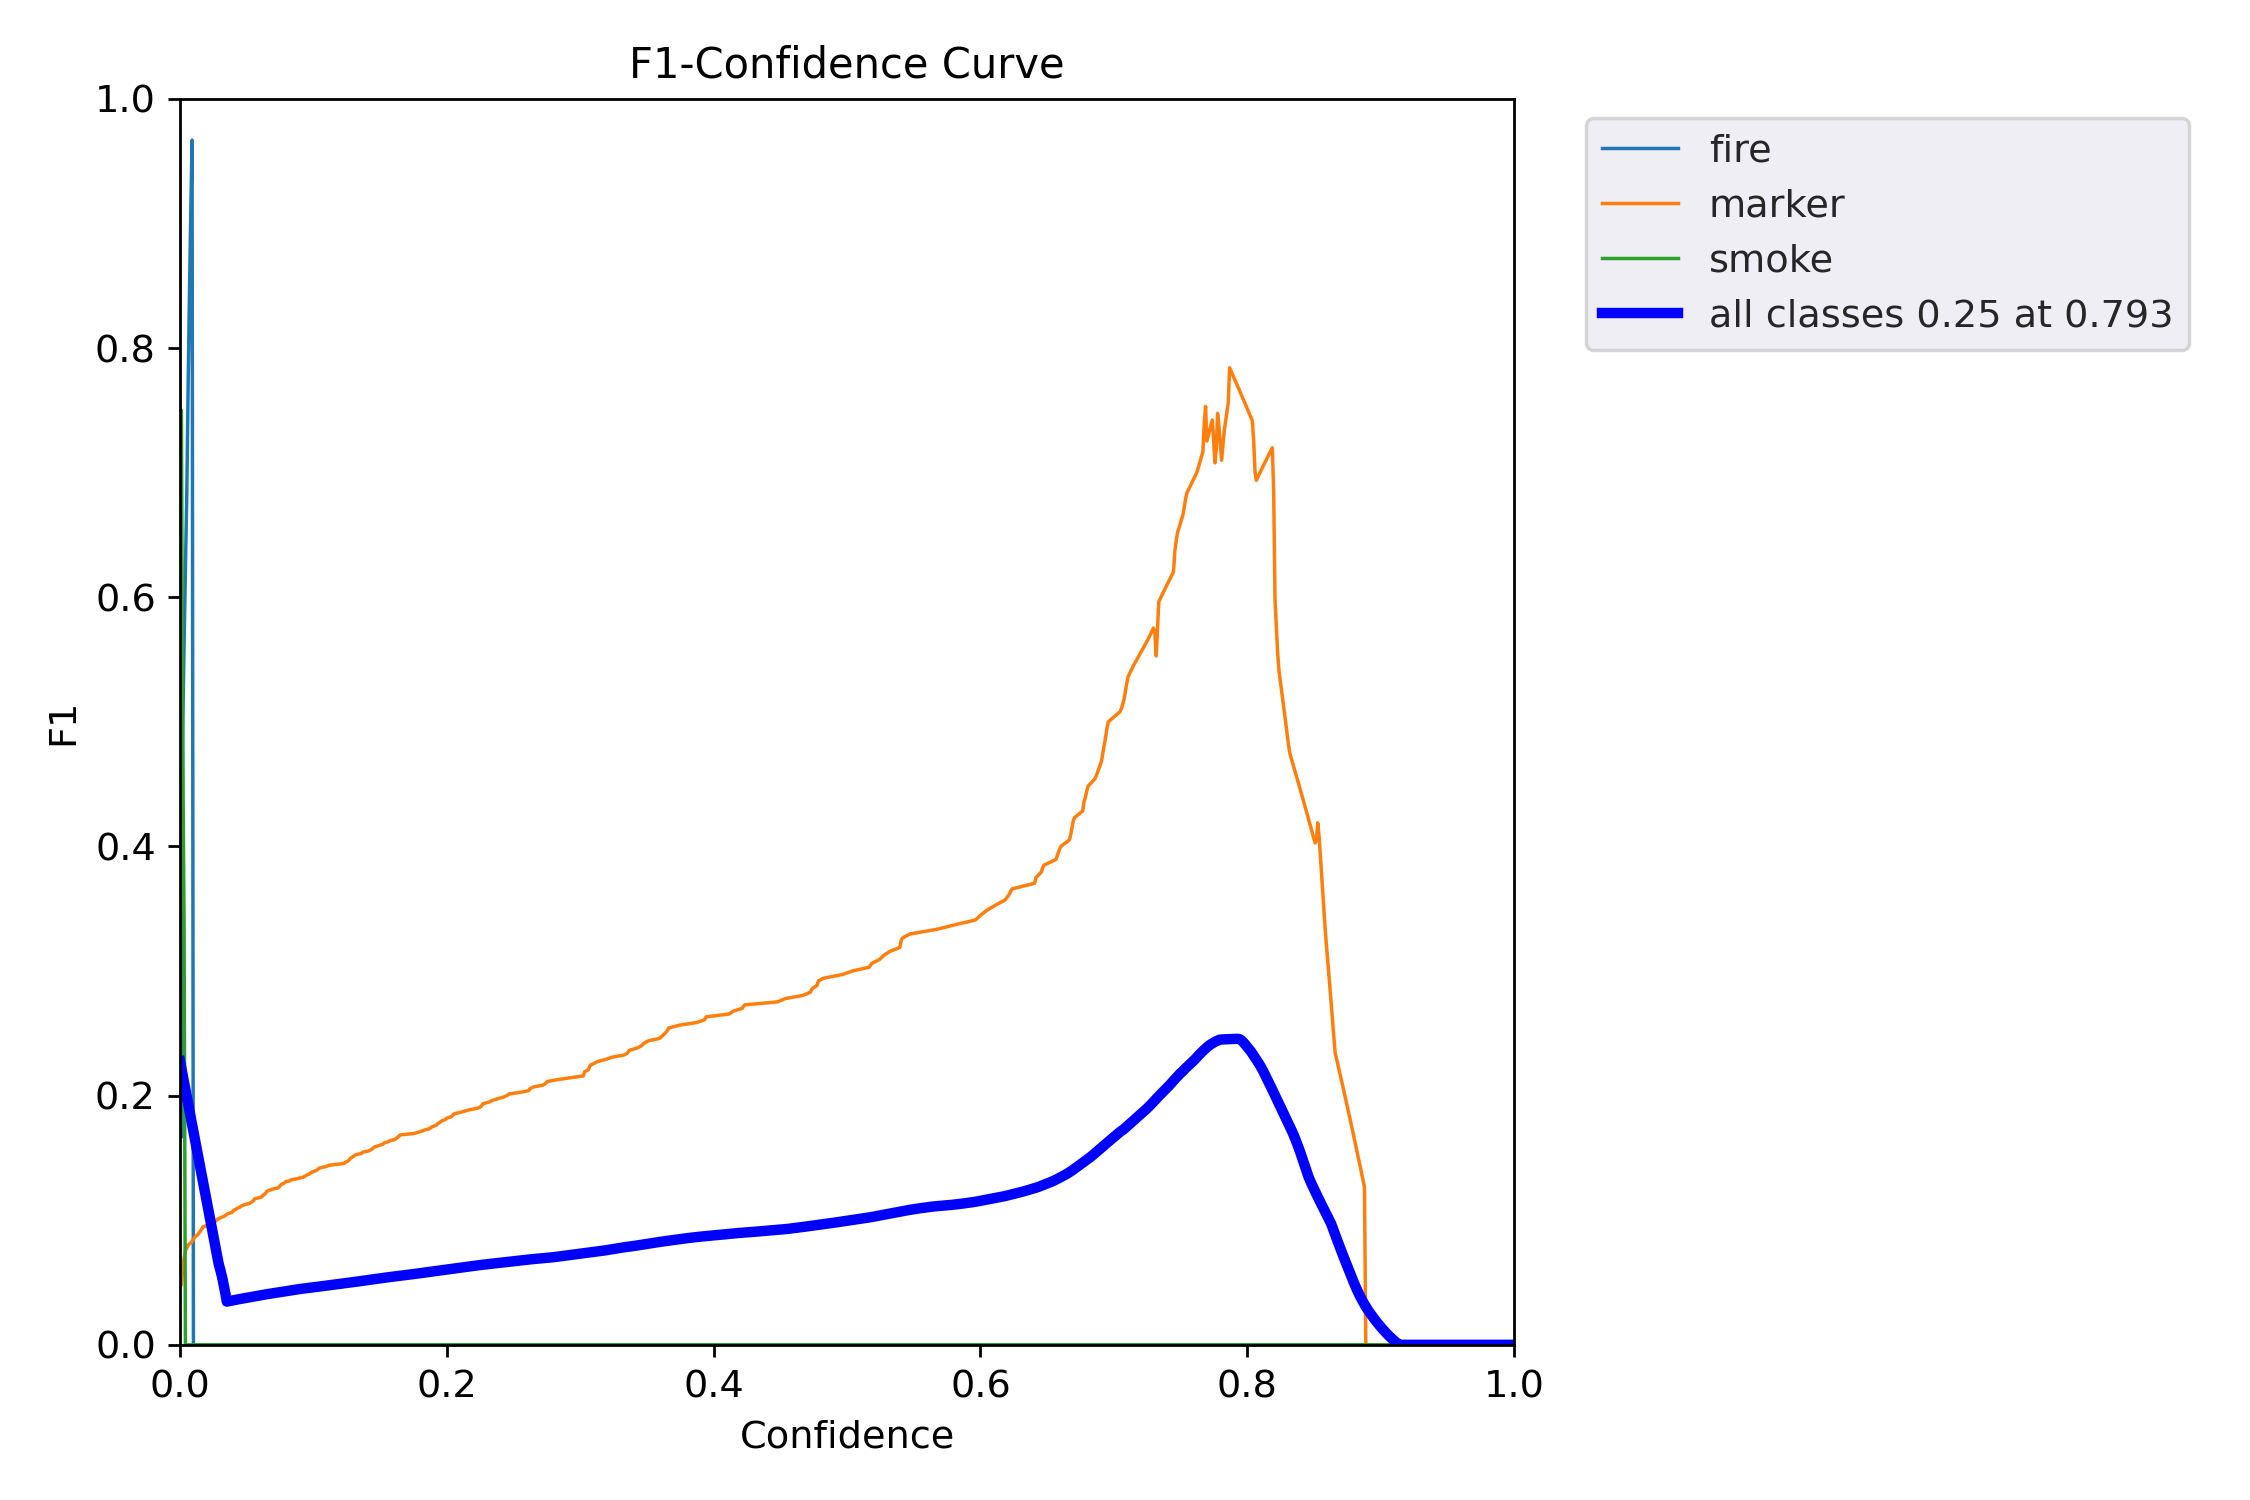 F1-Confidence Curve
1.0
0.8
0.6
0.4
0.2
0.0
F1
0.0 0.2 0.4 0.6 0.8 1.0
Confidence
fire
marker
smoke
all classes 0.25 at 0.793